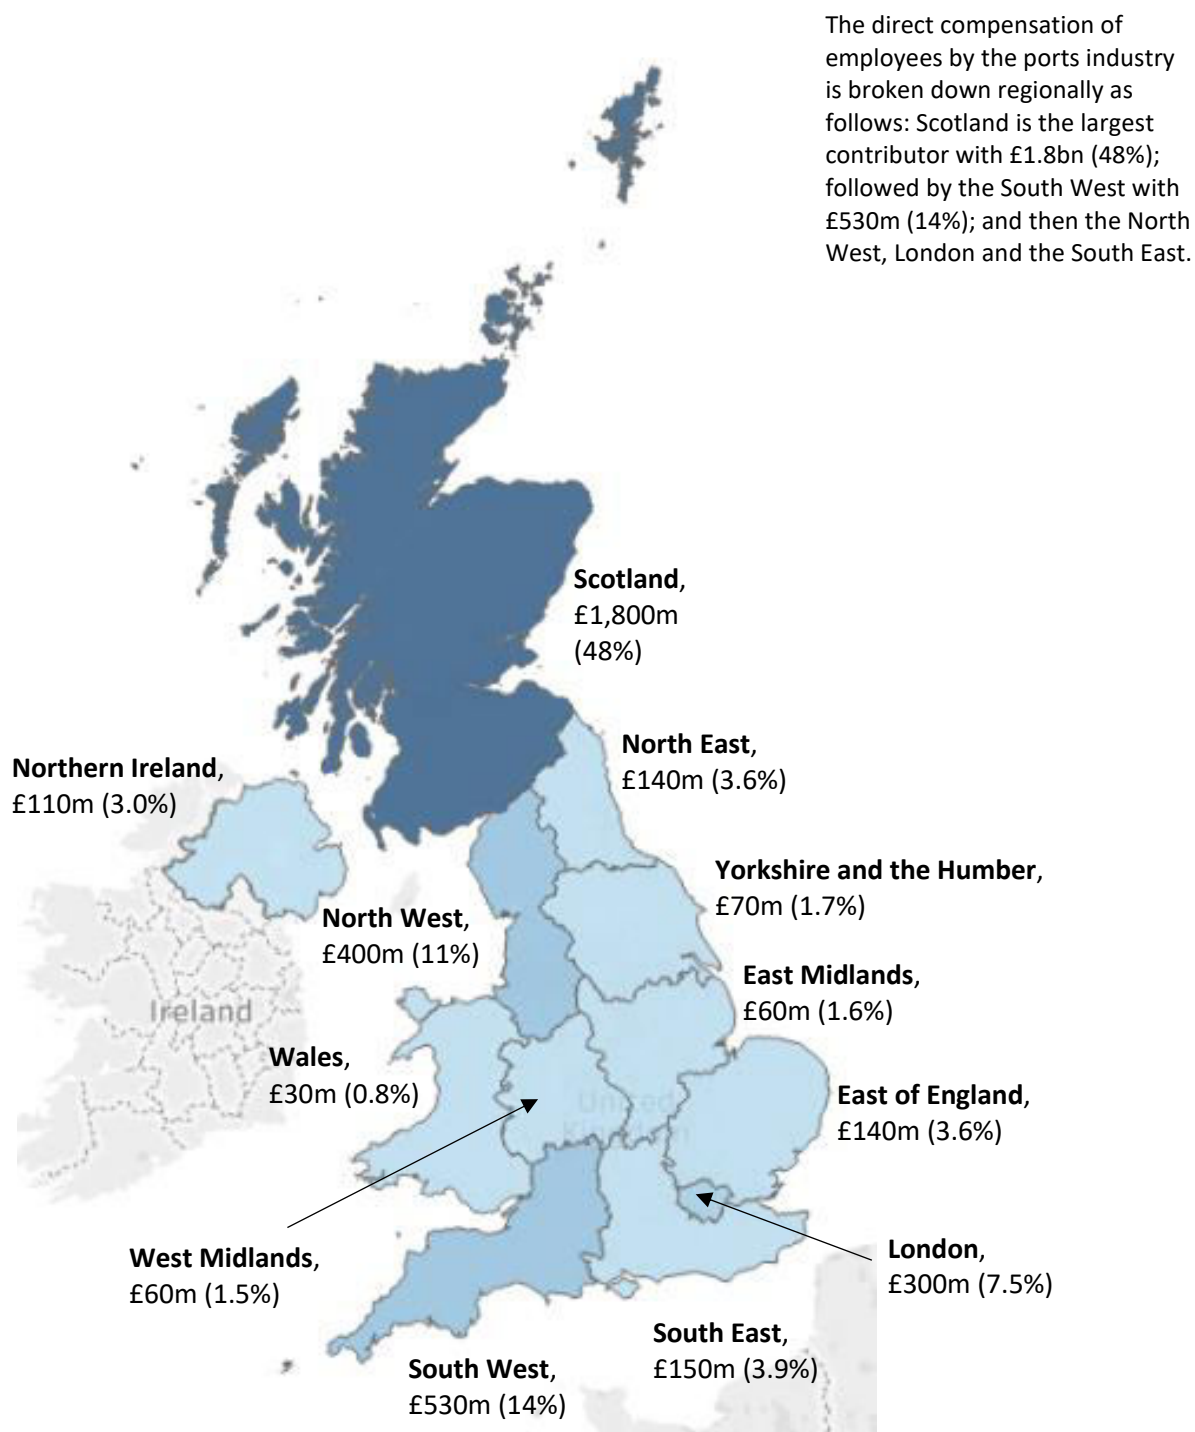 The direct compensation of
employees by the ports industry
is broken down regionally as
follows: Scotland is the largest
contributor with £1.8bn (48%);
followed by the South West with
£530m (14%); and then the North
West, London and the South East.
Scotland,
£1,800m
(48%)
North East,
£140m (3.6%)
Northern Ireland,
£110m (3.0%)
Yorkshire and the Humber,
£70m (1.7%)
North West,
£400m (11%)
East Midlands,
£60m (1.6%)
Ireland
Wales,
£30m (0.8%)
United
Kingdom
East of England,
£140m (3.6%)
West Midlands,
£60m (1.5%)
London,
£300m (7.5%)
South East,
£150m (3.9%)
South West,
£530m (14%)